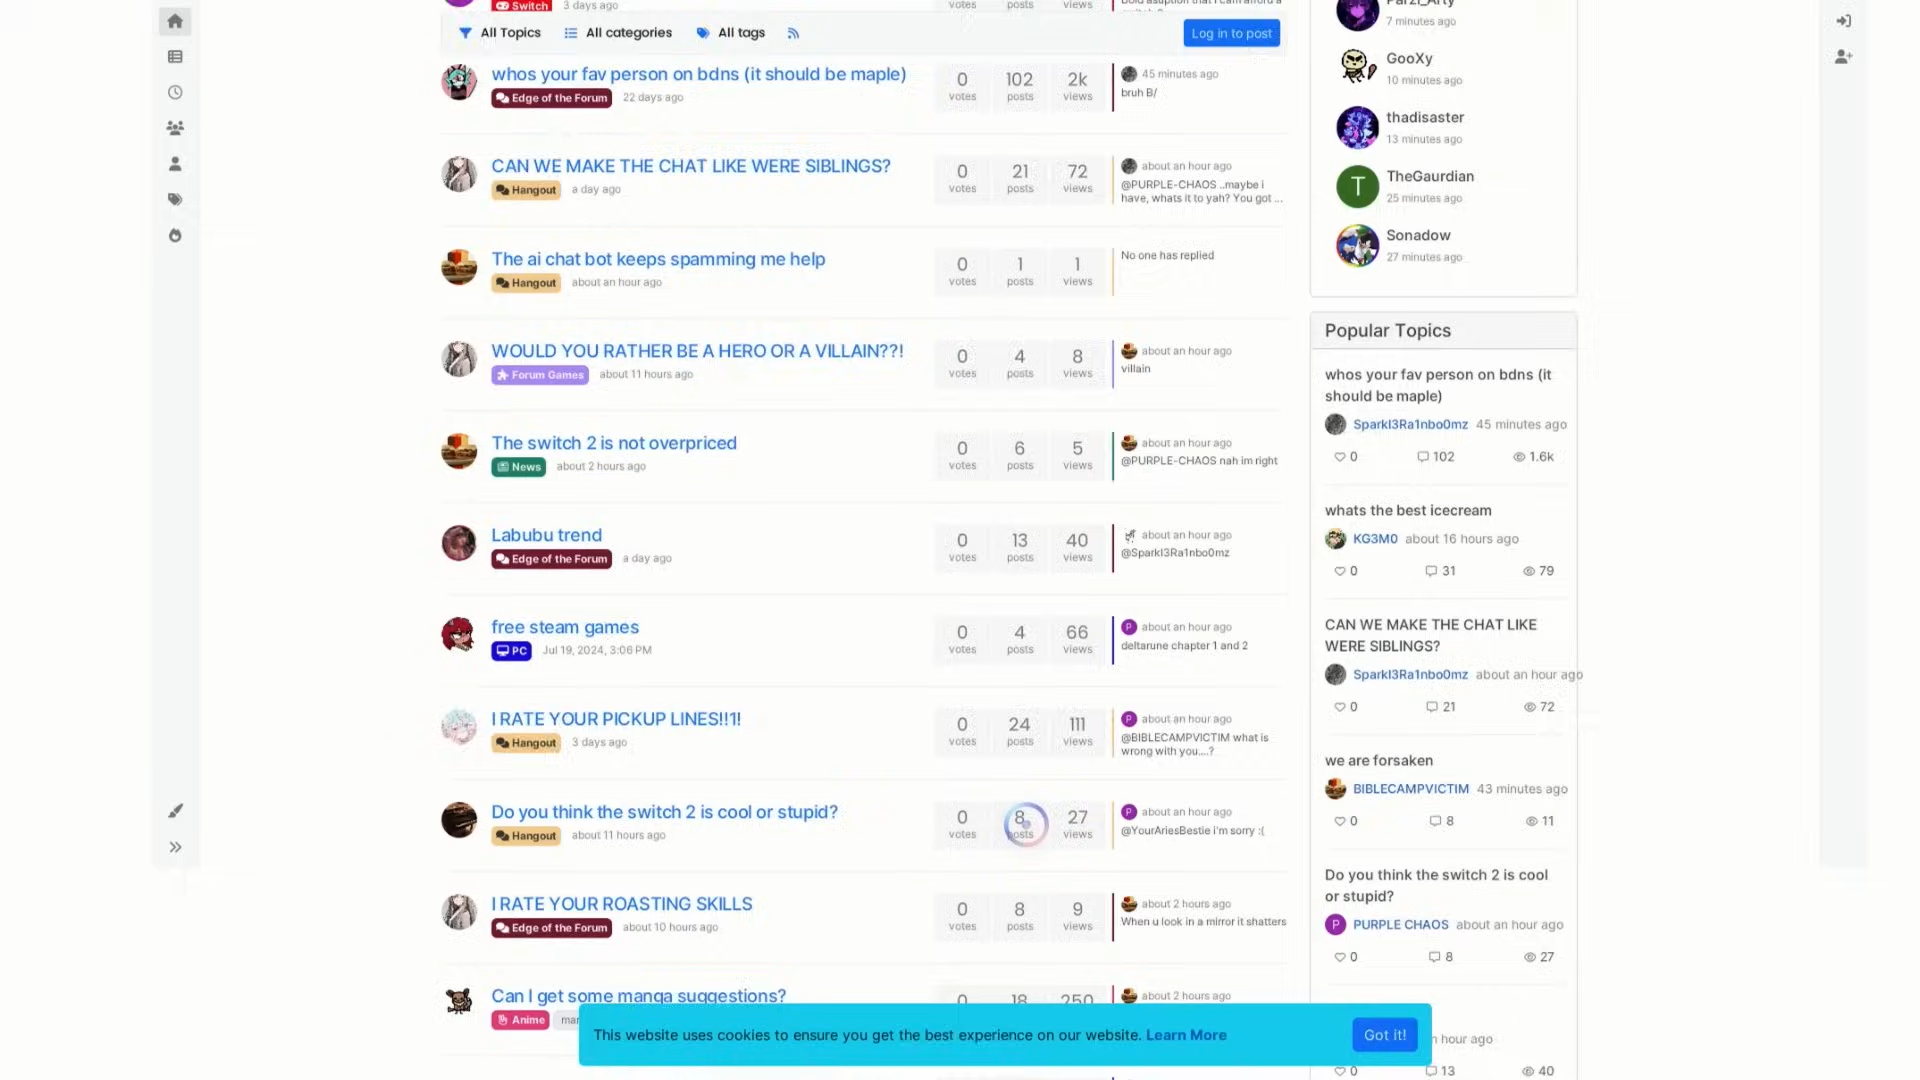 Switch 3 days ago
votes posts views
All Topics All categories All tags
Log in to post
whos your fav person on bdns (it should be maple)
Edge of the Forum 22 days ago
0 votes 102 posts 2k views
45 minutes ago
bruh B/
CAN WE MAKE THE CHAT LIKE WERE SIBLINGS?
Hangout a day ago
0 votes 21 posts 72 views
about an hour ago
@PURPLE-CHAOS ..maybe i
have, whats it to yah? You got ...
The ai chat bot keeps spamming me help
Hangout about an hour ago
0 votes 1 posts 1 views
No one has replied
WOULD YOU RATHER BE A HERO OR A VILLAIN??!
Forum Games about 11 hours ago
0 votes 4 posts 8 views
about an hour ago
villain
The switch 2 is not overpriced
News about 2 hours ago
0 votes 6 posts 5 views
about an hour ago
@PURPLE-CHAOS nah im right
Labubu trend
Edge of the Forum a day ago
0 votes 13 posts 40 views
about an hour ago
@Sparkl3Ra1nbo0mz
free steam games
PC Jul 19, 2024, 3:06 PM
0 votes 4 posts 66 views
P about an hour ago
deltarune chapter 1 and 2
I RATE YOUR PICKUP LINES!!1!
Hangout 3 days ago
0 votes 24 posts 111 views
P about an hour ago
@BIBLECAMPVICTIM what is
wrong with you....?
Do you think the switch 2 is cool or stupid?
Hangout about 11 hours ago
0 votes 8 posts 27 views
P about an hour ago
@YourAriesBestie i'm sorry :(
I RATE YOUR ROASTING SKILLS
Edge of the Forum about 10 hours ago
0 votes 8 posts 9 views
about 2 hours ago
When u look in a mirror it shatters
Can I get some manga suggestions?
Anime
0 18 250
about 2 hours ago
7 minutes ago
GooXy
10 minutes ago
thadisaster
13 minutes ago
T TheGaurdian
25 minutes ago
Sonadow
27 minutes ago
Popular Topics
whos your fav person on bdns (it
should be maple)
Sparkl3Ra1nbo0mz 45 minutes ago
0 102 1.6k
whats the best icecream
KG3M0 about 16 hours ago
0 31 79
CAN WE MAKE THE CHAT LIKE
WERE SIBLINGS?
Sparkl3Ra1nbo0mz about an hour ago
0 21 72
we are forsaken
BIBLECAMPVICTIM 43 minutes ago
0 8 11
Do you think the switch 2 is cool
or stupid?
P PURPLE CHAOS about an hour ago
0 8 27
hour ago
0 13 40
This website uses cookies to ensure you get the best experience on our website. Learn More
Got it!